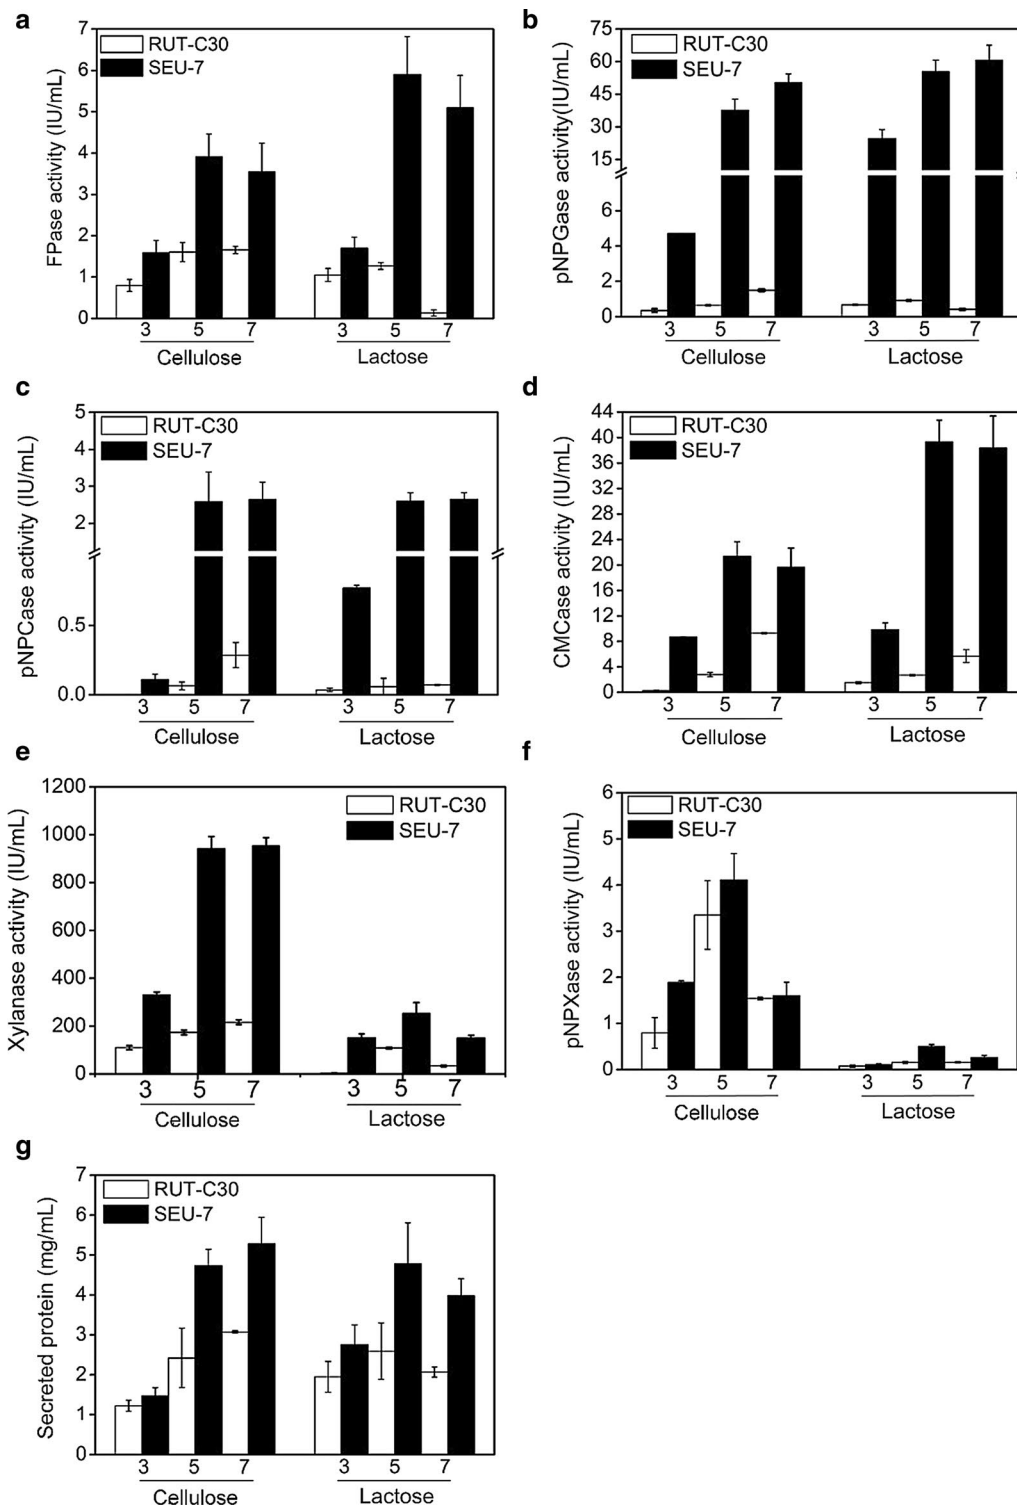 a
FPase activity (IU/mL)
7
6
5
4
3
2
1
0
RUT-C30
SEU-7
3 5 7 3 5 7
Cellulose Lactose
b
pNPGase activity(IU/mL)
75
60
45
30
15
6
4
2
0
RUT-C30
SEU-7
3 5 7 3 5 7
Cellulose Lactose
c
pNPCase activity (IU/mL)
5
4
3
2
0.5
0.0
RUT-C30
SEU-7
3 5 7 3 5 7
Cellulose Lactose
d
CMCase activity (IU/mL)
44
40
36
32
28
24
20
16
12
8
4
0
RUT-C30
SEU-7
3 5 7 3 5 7
Cellulose Lactose
e
Xylanase activity (IU/mL)
1200
1000
800
600
400
200
0
RUT-C30
SEU-7
3 5 7 3 5 7
Cellulose Lactose
f
pNPXase activity (IU/mL)
6
5
4
3
2
1
0
RUT-C30
SEU-7
3 5 7 3 5 7
Cellulose Lactose
g
Secreted protein (mg/mL)
7
6
5
4
3
2
1
0
RUT-C30
SEU-7
3 5 7 3 5 7
Cellulose Lactose